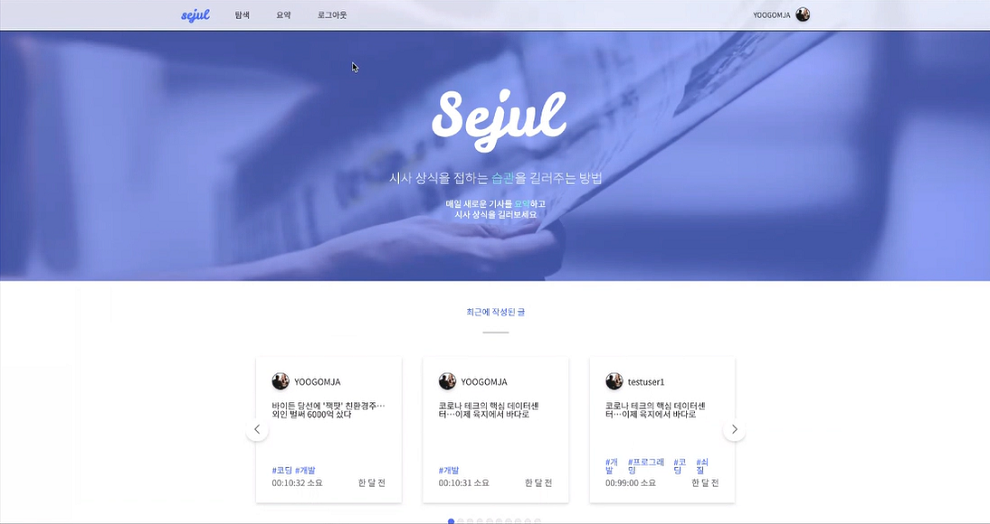 sejul
탐색
요약
로그아웃
YOOGOMJA
Sejul
시사 상식을 접하는 습관을 길러주는 방법
매일 새로운 기사를 요약하고
시사 상식을 길러보세요
최근에 작성된 글
YOOGOMJA
바이든 당선에 '잭팟' 친환경주…
외인 벌써 6000억 샀다
#코딩 #개발
00:10:32 소요
한 달 전
YOOGOMJA
코로나 테크의 핵심 데이터센
터…이제 육지에서 바다로
#개발
00:10:31 소요
한 달 전
testuser1
코로나 테크의 핵심 데이터센
터…이제 육지에서 바다로
#개 #프로그래 #코 #쇠
발 밍 딩 질
00:99:00 소요
한 달 전